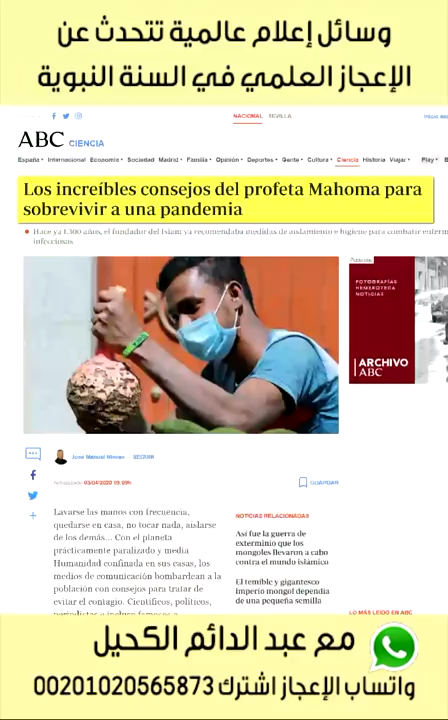 وسائل إعلام عالمية تتحدث عن
الإعجاز العلمي في السنة النبوية
NACIONAL SEVILLA
ABC CIENCIA
España Internacional Economía Sociedad Madrid Familia Opinión Deportes Gente Cultura Ciencia Historia Viajar Play
Los increíbles consejos del profeta Mahoma para
sobrevivir a una pandemia
Hace ya 1.300 años, el fundador del Islam ya recomendaba medidas de aislamiento e higiene para combatir
infecciosas
Publicidad
FOTOGRAFÍAS
HEMEROTECA
NOTICIAS
ARCHIVO
ABC
SEGUIR
03/04/2020
GUARDAR
Lavarse las manos con frecuencia,
quedarse en casa, no tocar nada, aislarse
de los demás... Con el planeta
prácticamente paralizado y media
Humanidad confinada en sus casas, los
medios de comunicación bombardean a la
población con consejos para tratar de
evitar el contagio. Científicos, políticos,
NOTICIAS RELACIONADAS
Así fue la guerra de
exterminio que los
mongoles llevaron a cabo
contra el mundo islámico
El temible y gigantesco
Imperio mongol dependía
de una pequeña semilla
LO MÁS LEÍDO EN ABC
مع عبد الدائم الكحيل
واتساب الإعجاز اشترك 00201020565873